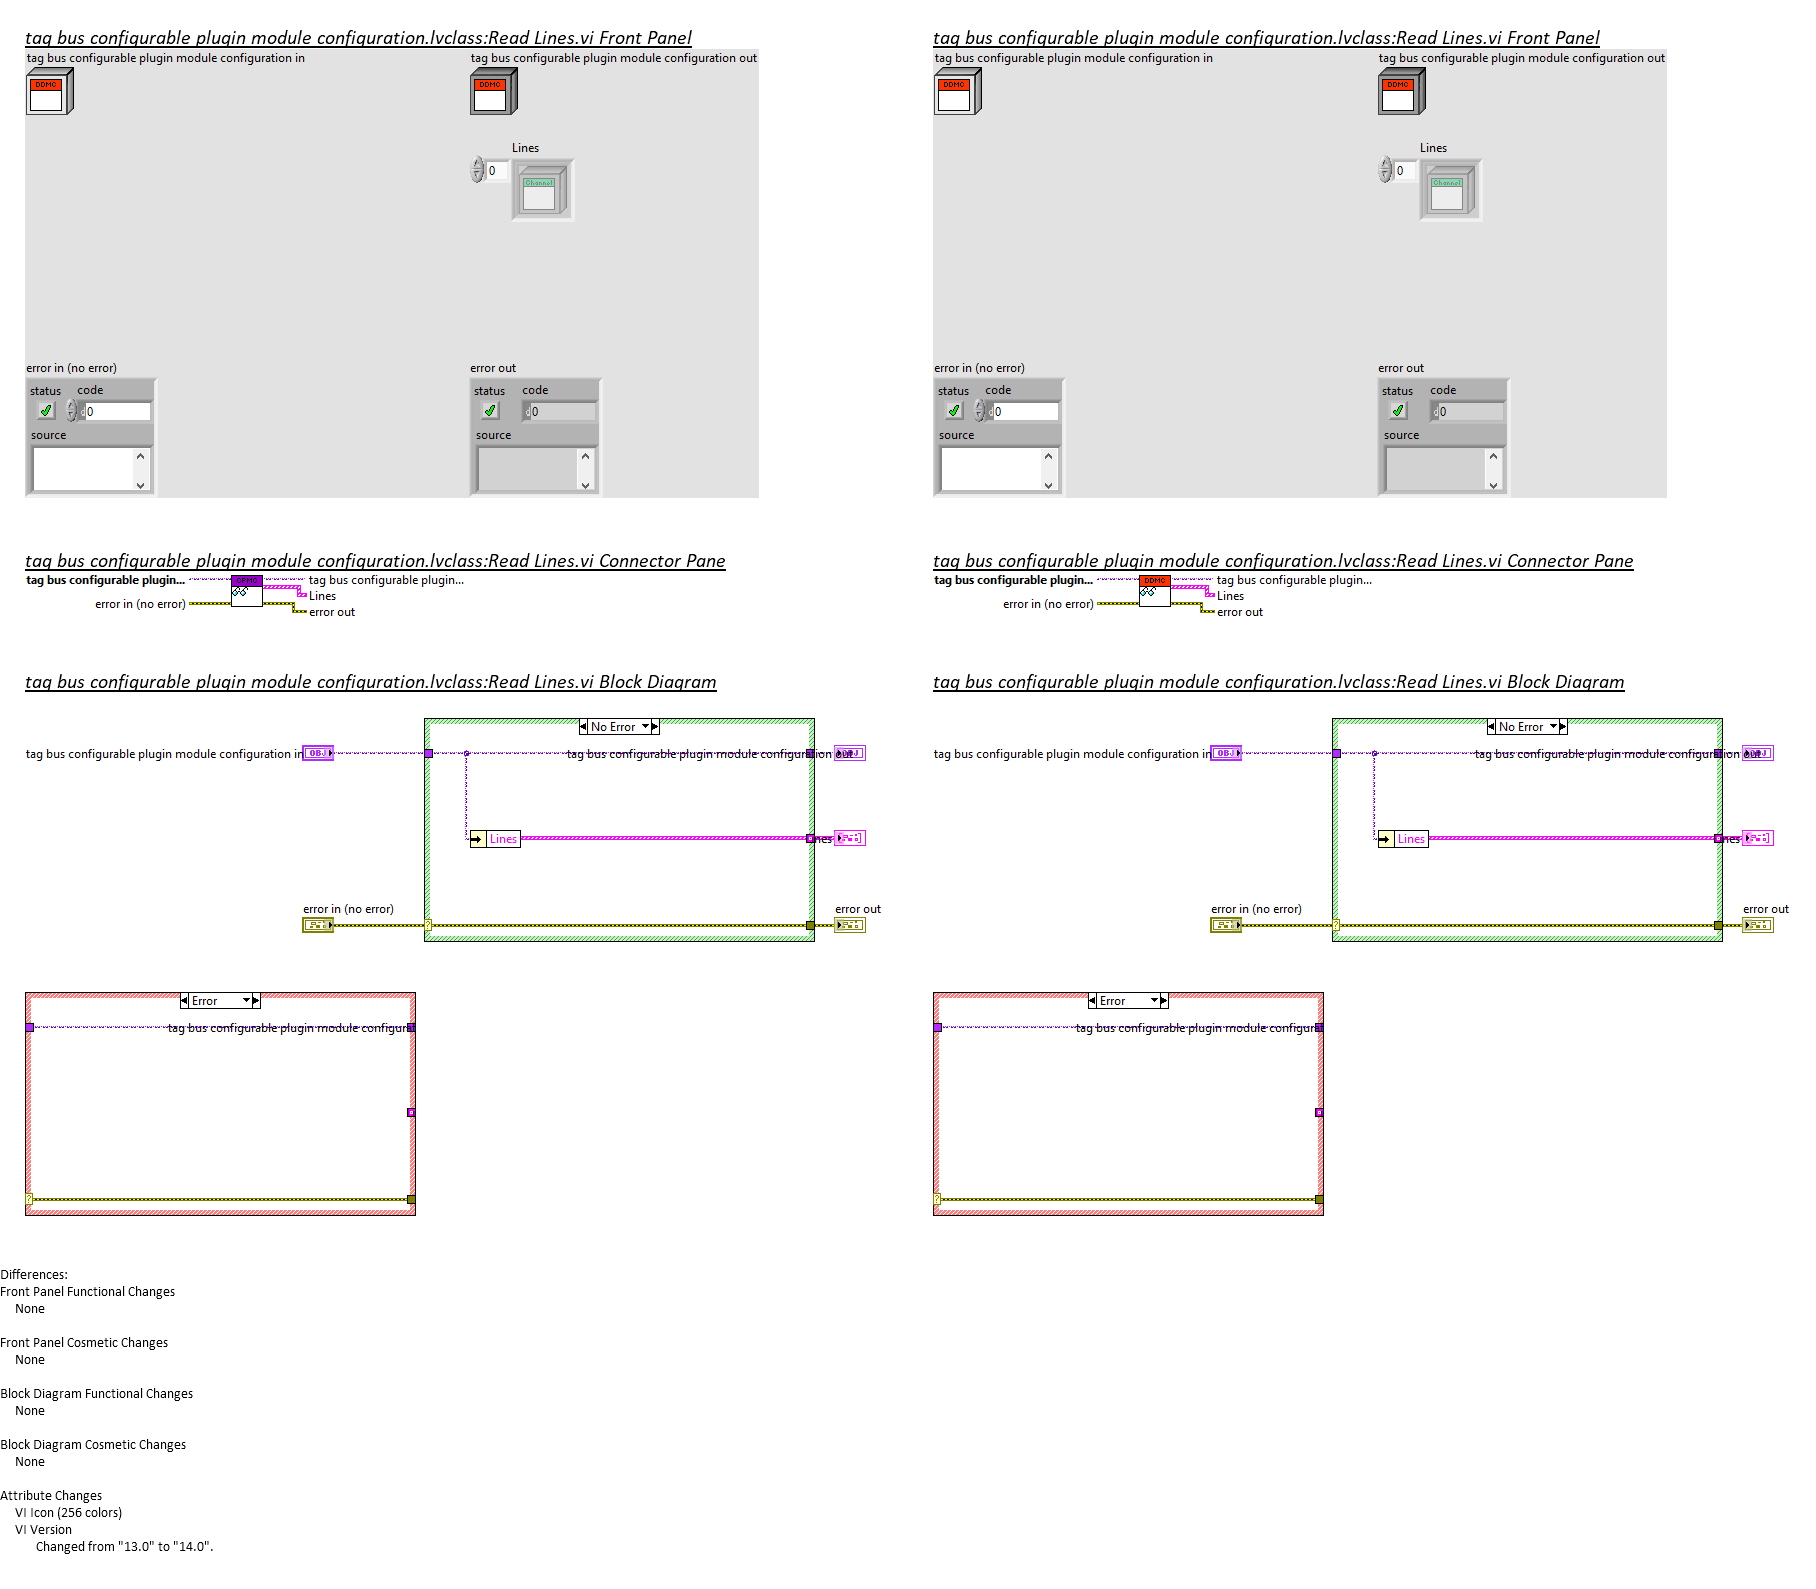 tag bus configurable plugin module configuration.lvclass:Read Lines.vi Front Panel
tag bus configurable plugin module configuration in
tag bus configurable plugin module configuration out
DDMC
DDMC
Lines
0
Channel
error in (no error)
error out
status
code
status
code
0
0
source
source
tag bus configurable plugin module configuration.lvclass:Read Lines.vi Front Panel
tag bus configurable plugin module configuration in
tag bus configurable plugin module configuration out
DDMC
DDMC
Lines
0
Channel
error in (no error)
error out
status
code
status
code
0
0
source
source
tag bus configurable plugin module configuration.lvclass:Read Lines.vi Connector Pane
tag bus configurable plugin...
CPMC
tag bus configurable plugin...
Lines
error in (no error)
error out
tag bus configurable plugin module configuration.lvclass:Read Lines.vi Connector Pane
tag bus configurable plugin...
DDMC
tag bus configurable plugin...
Lines
error in (no error)
error out
tag bus configurable plugin module configuration.lvclass:Read Lines.vi Block Diagram
No Error
tag bus configurable plugin module configuration in
OBJ
tag bus configurable plugin module configuration out
OBJ
Lines
Lines
error in (no error)
error out
?
Error
tag bus configurable plugin module configurat
?
tag bus configurable plugin module configuration.lvclass:Read Lines.vi Block Diagram
No Error
tag bus configurable plugin module configuration in
OBJ
tag bus configurable plugin module configuration out
OBJ
Lines
Lines
error in (no error)
error out
?
Error
tag bus configurable plugin module configurat
?
Differences:
Front Panel Functional Changes
None
Front Panel Cosmetic Changes
None
Block Diagram Functional Changes
None
Block Diagram Cosmetic Changes
None
Attribute Changes
VI Icon (256 colors)
VI Version
Changed from "13.0" to "14.0".